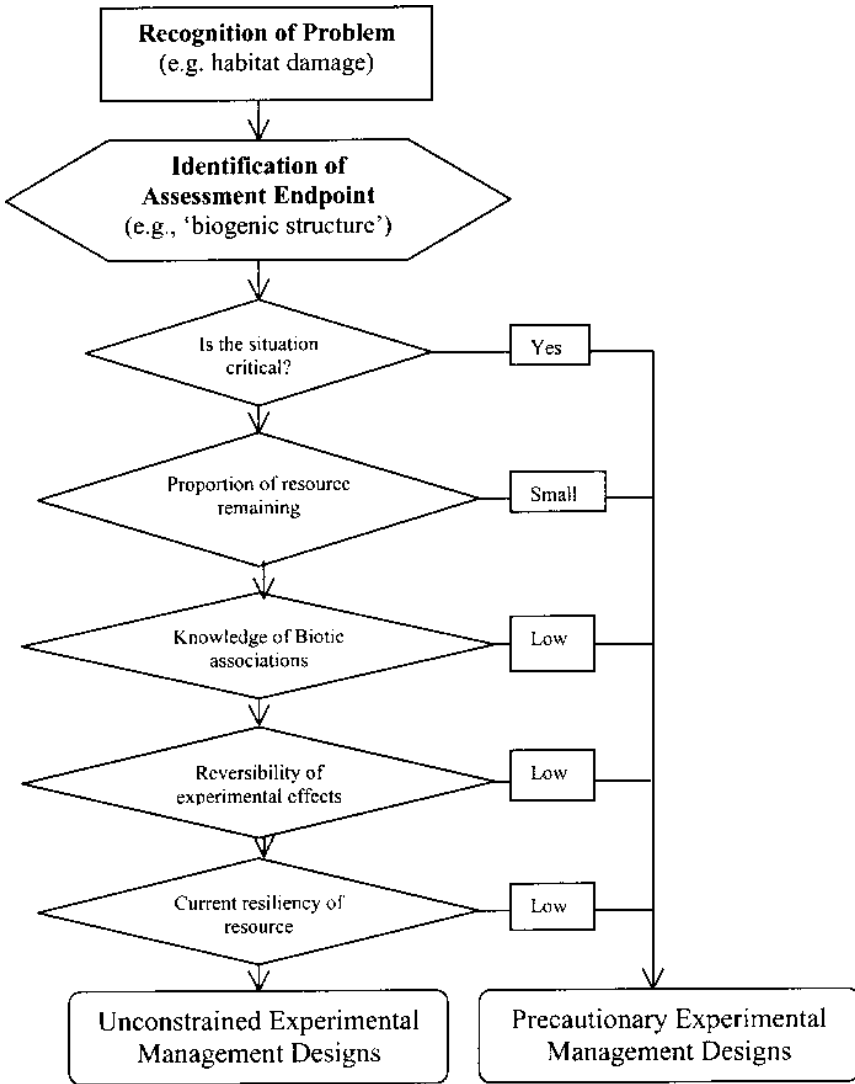 Recognition of Problem
(e.g. habitat damage)
Identification of
Assessment Endpoint
(e.g., ‘biogenic structure’)
Is the situation
critical?
Yes
Proportion of resource
remaining
Small
Knowledge of Biotic
associations
Low
Reversibility of
experimental effects
Low
Current resiliency of
resource
Low
Unconstrained Experimental
Management Designs
Precautionary Experimental
Management Designs